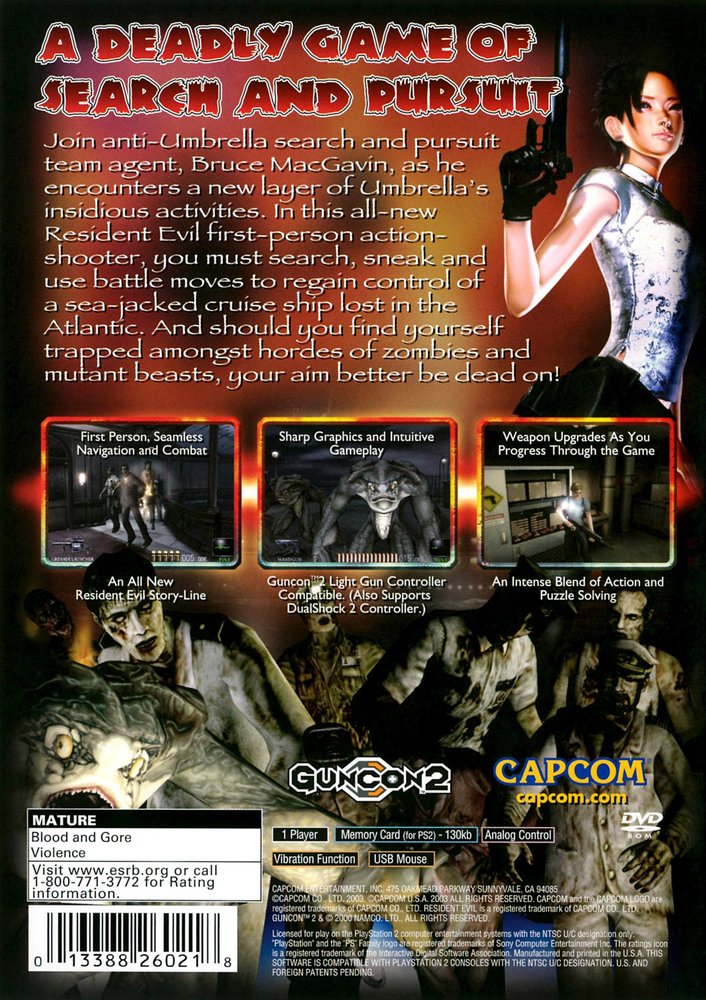 A DEADLY GAME OF
SEARCH AND PURSUIT
Join anti-Umbrella search and pursuit
team agent, Bruce MacGavin, as he
encounters a new layer of Umbrella's
insidious activities. In this all-new
Resident Evil first-person action-
shooter, you must search, sneak and
use battle moves to regain control of
a sea-jacked cruise ship lost in the
Atlantic. And should you find yourself
trapped amongst hordes of zombies and
mutant beasts, your aim better be dead on!
First Person, Seamless
Navigation and Combat
GRENADE LAUNCHER
005
An All New
Resident Evil Story-Line
Sharp Graphics and Intuitive
Gameplay
HANDGUN
015
Guncon™2 Light Gun Controller
Compatible. (Also Supports
DualShock 2 Controller.)
Weapon Upgrades As You
Progress Through the Game
An Intense Blend of Action and
Puzzle Solving
GUNCON2
CAPCOM
capcom.com
DVD
ROM
MATURE
Blood and Gore
Violence
Visit www.esrb.org or call
1-800-771-3772 for Rating
information.
1 Player
Memory Card (for PS2) - 130kb
Analog Control
Vibration Function
USB Mouse
CAPCOM ENTERTAINMENT, INC. 475 OAKMEAD PARKWAY SUNNYVALE, CA 94085
©CAPCOM CO., LTD. 2003, ©CAPCOM U.S.A. 2003 ALL RIGHTS RESERVED. CAPCOM and the CAPCOM LOGO are
registered trademarks of CAPCOM CO., LTD. RESIDENT EVIL is a registered trademark of CAPCOM CO., LTD.
GUNCON™ 2 & © 2000 NAMCO, LTD., ALL RIGHTS RESERVED.
Licensed for play on the PlayStation 2 computer entertainment systems with the NTSC U/C designation only.
"PlayStation" and the "PS" Family logo are registered trademarks of Sony Computer Entertainment Inc. The ratings icon
is a registered trademark of the Interactive Digital Software Association. Manufactured and printed in the U.S.A. THIS
SOFTWARE IS COMPATIBLE WITH PLAYSTATION 2 CONSOLES WITH THE NTSC U/C DESIGNATION. U.S. AND
FOREIGN PATENTS PENDING.
0 13388 26021 8